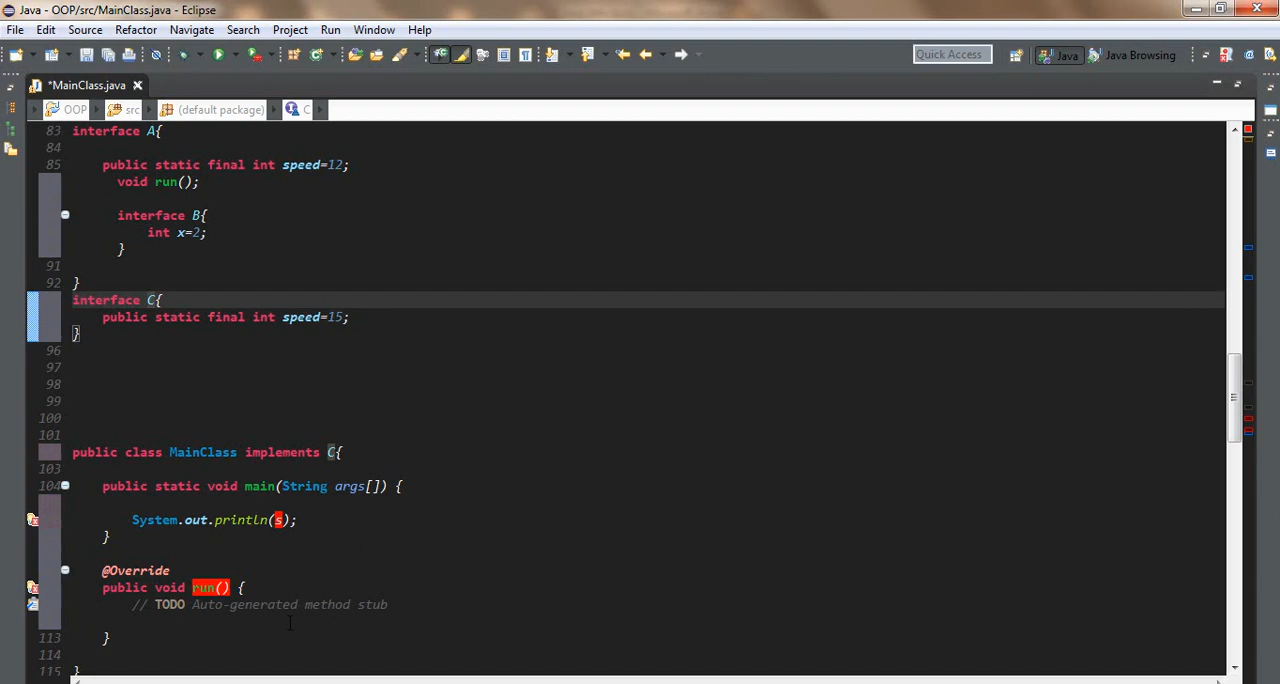 Java - OOP/src/MainClass.java - Eclipse
File Edit Source Refactor Navigate Search Project Run Window Help
Quick Access Java Java Browsing
*MainClass.java
OOP src (default package) C
83 interface A{
84
85 public static final int speed=12;
void run();
interface B{
int x=2;
}
91
92 }
interface C{
public static final int speed=15;
}
96
97
98
99
100
101
public class MainClass implements C{
103
104 public static void main(String args[]) {
System.out.println(s);
}
@Override
public void run() {
// TODO Auto-generated method stub
113 }
114
115 }